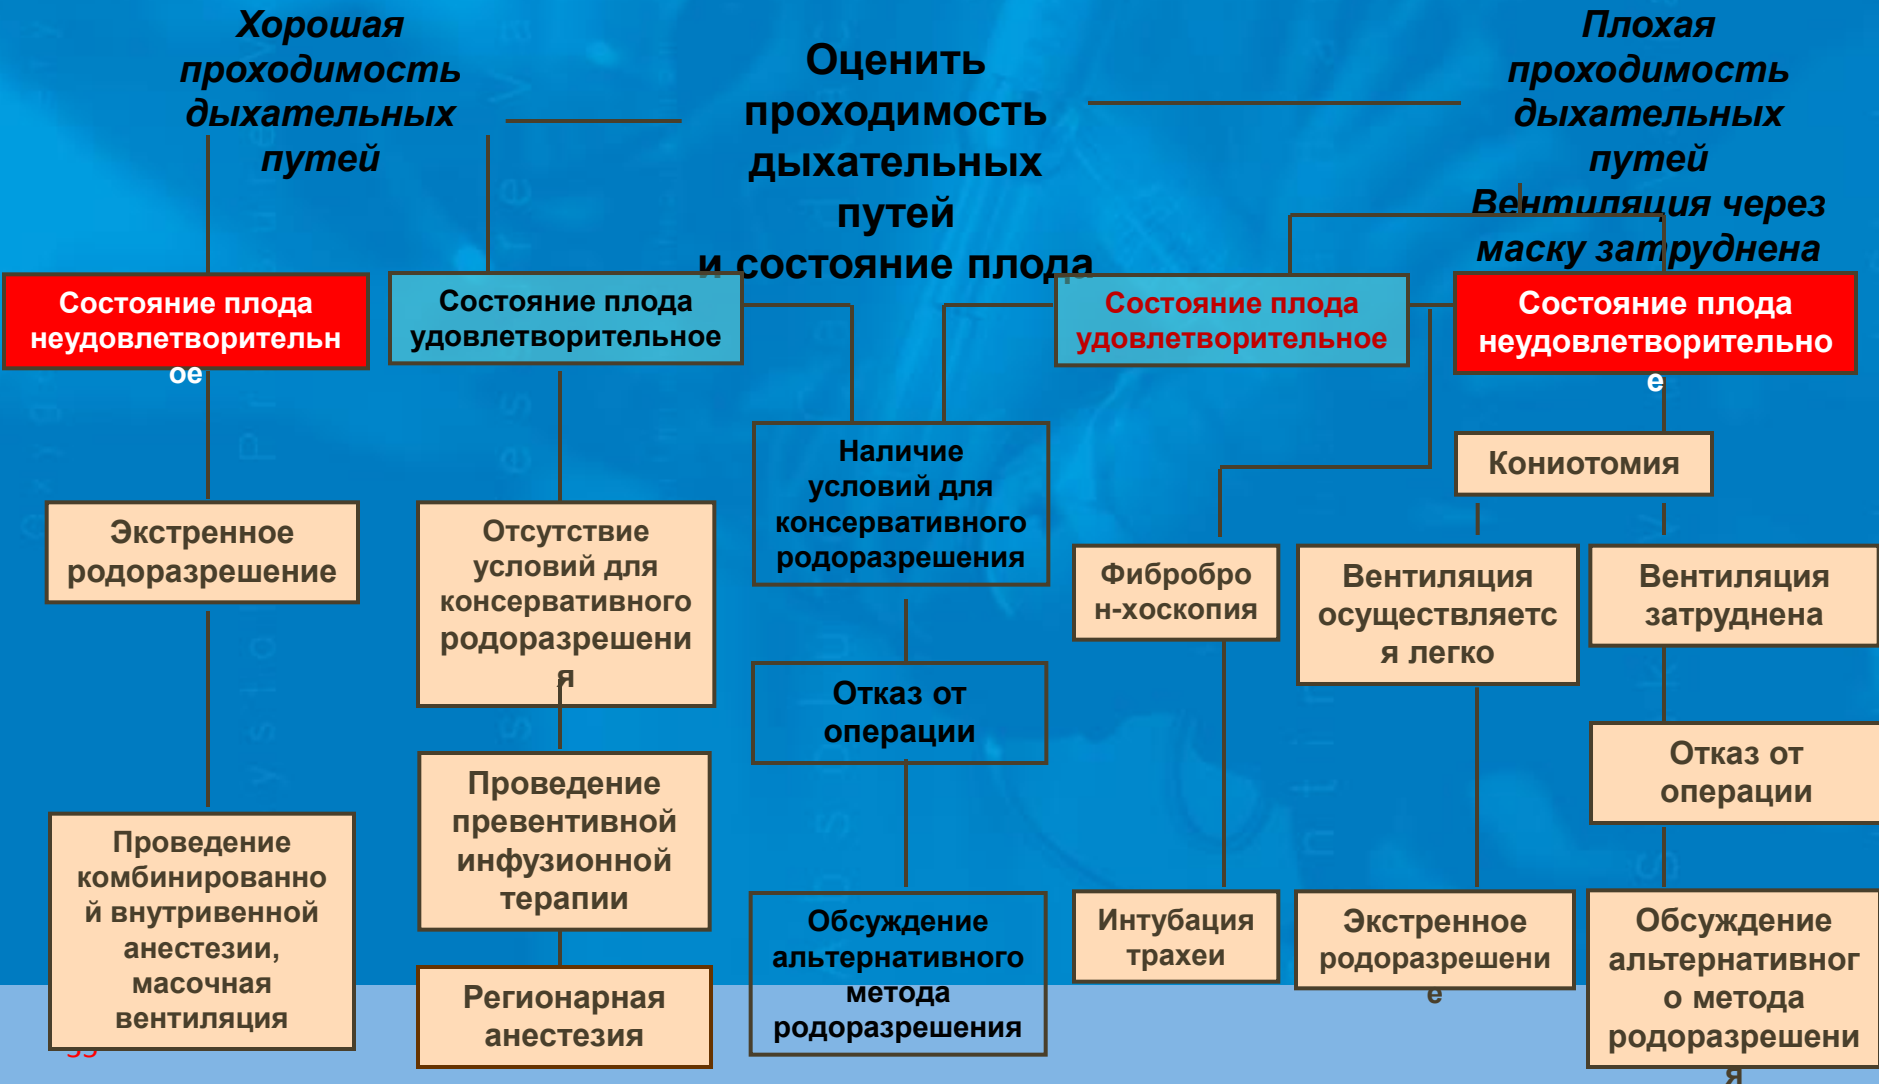 Хорошая
проходимость
дыхательных
путей
Оценить
проходимость
дыхательных
путей
и состояние плода
Плохая
проходимость
дыхательных
путей
Вентиляция через
маску затруднена
Состояние плода
неудовлетворительн
ое
Состояние плода
удовлетворительное
Состояние плода
удовлетворительное
Состояние плода
неудовлетворительно
е
Наличие
условий для
консервативного
родоразрешения
Кониотомия
Экстренное
родоразрешение
Отсутствие
условий для
консервативного
родоразрешени
я
Фибробро
н-хоскопия
Вентиляция
осуществляетс
я легко
Вентиляция
затруднена
Отказ от
операции
Отказ от
операции
Проведение
превентивной
инфузионной
терапии
Проведение
комбинированно
й внутривенной
анестезии,
масочная
вентиляция
Регионарная
анестезия
Обсуждение
альтернативного
метода
родоразрешения
Интубация
трахеи
Экстренное
родоразрешени
е
Обсуждение
альтернативног
о метода
родоразрешени
я